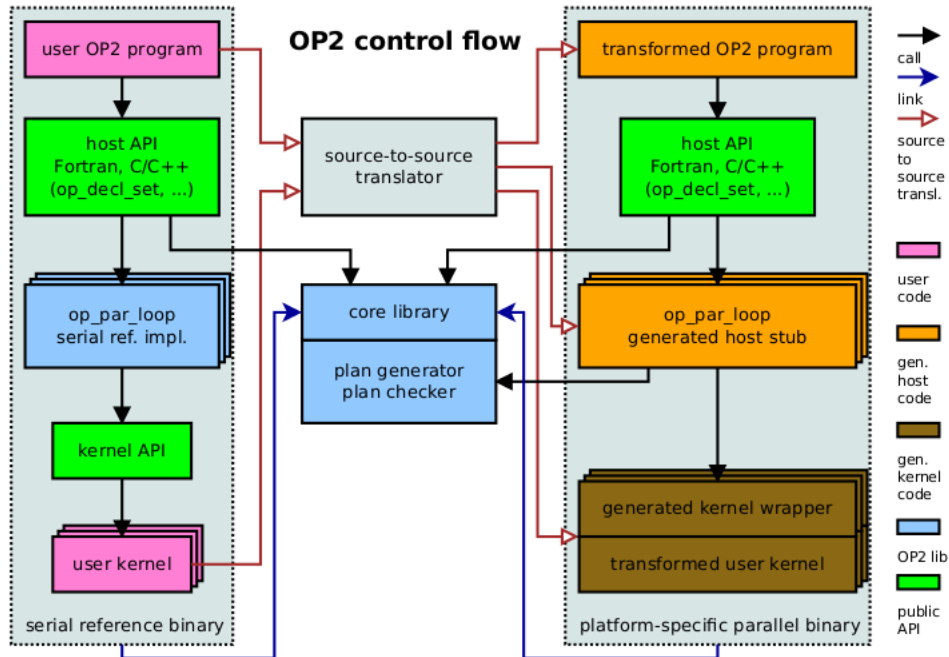 OP2 control flow
user OP2 program
host API
Fortran, C/C++
(op_decl_set, ...)
op_par_loop
serial ref. impl.
kernel API
user kernel
serial reference binary
source-to-source
translator
core library
plan generator
plan checker
transformed OP2 program
host API
Fortran, C/C++
(op_decl_set, ...)
op_par_loop
generated host stub
generated kernel wrapper
transformed user kernel
platform-specific parallel binary
call
link
source
to
source
transl.
user
code
gen.
host
code
gen.
kernel
code
OP2 lib
public
API